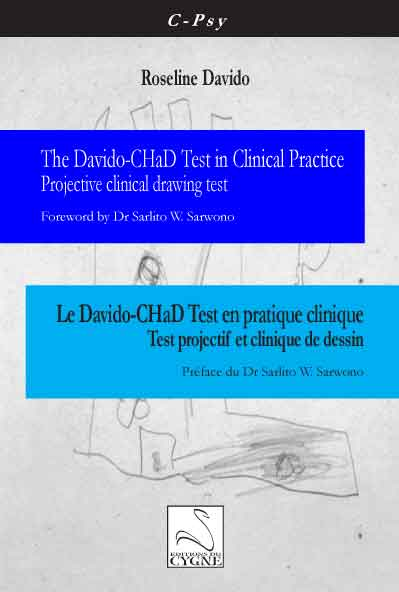 C-Psy
Roseline Davido
The Davido-CHaD Test in Clinical Practice
Projective clinical drawing test
Foreword by Dr Sarlito W. Sarwono
Le Davido-CHaD Test en pratique clinique
Test projectif et clinique de dessin
Préface du Dr Sarlito W. Sarwono
EDITIONS DU
CYGNE